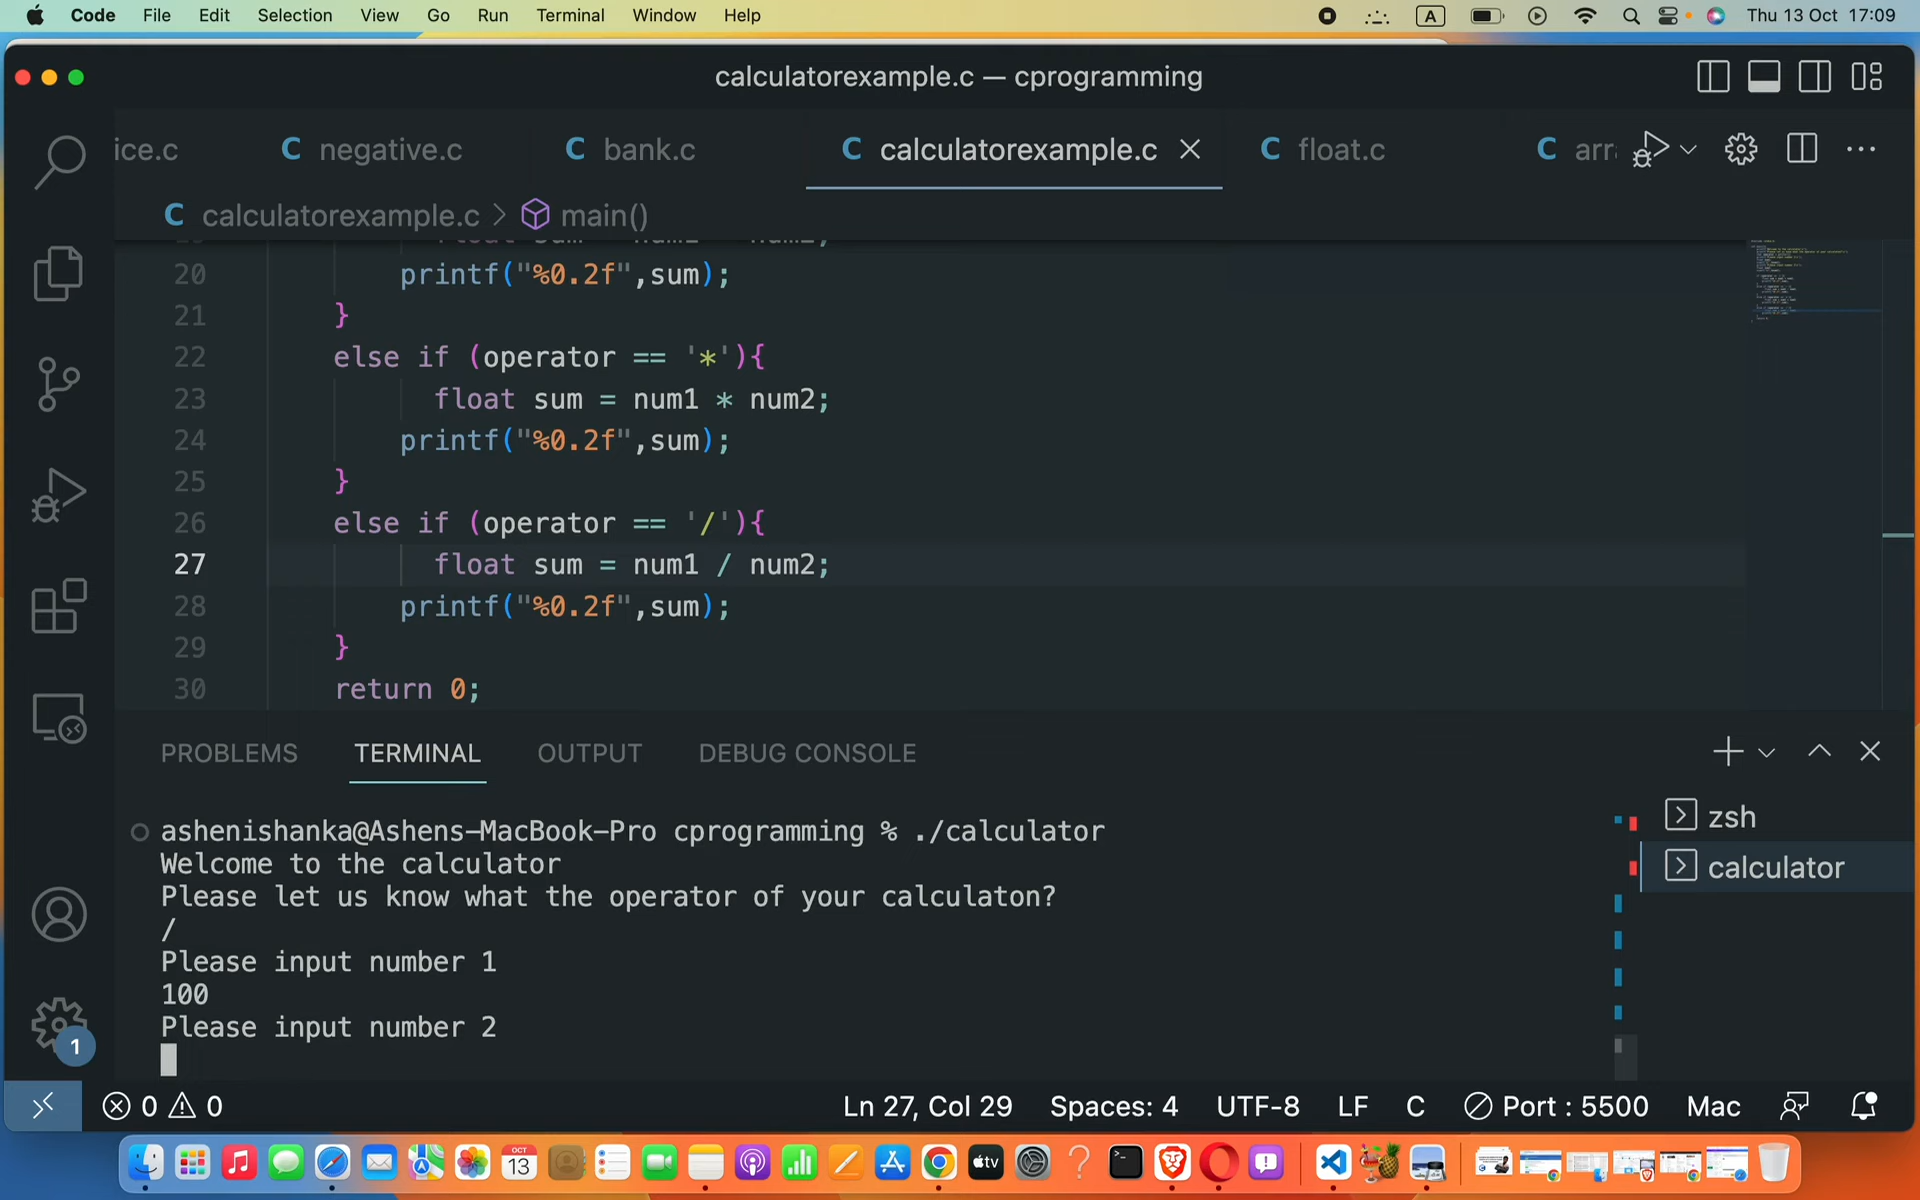 Code File Edit Selection View Go Run Terminal Window Help A Thu 13 Oct 17:09
calculatorexample.c — cprogramming
ice.c C negative.c C bank.c C calculatorexample.c C float.c C arr
C calculatorexample.c > main()
20 printf("%0.2f",sum);
21 }
22 else if (operator == '*'){
23 float sum = num1 * num2;
24 printf("%0.2f",sum);
25 }
26 else if (operator == '/'){
27 float sum = num1 / num2;
28 printf("%0.2f",sum);
29 }
30 return 0;
PROBLEMS TERMINAL OUTPUT DEBUG CONSOLE
ashenishanka@Ashens-MacBook-Pro cprogramming % ./calculator
Welcome to the calculator
Please let us know what the operator of your calculaton?
/
Please input number 1
100
Please input number 2
zsh
calculator
1
0 0 Ln 27, Col 29 Spaces: 4 UTF-8 LF C Port : 5500 Mac
OCT
13
tv